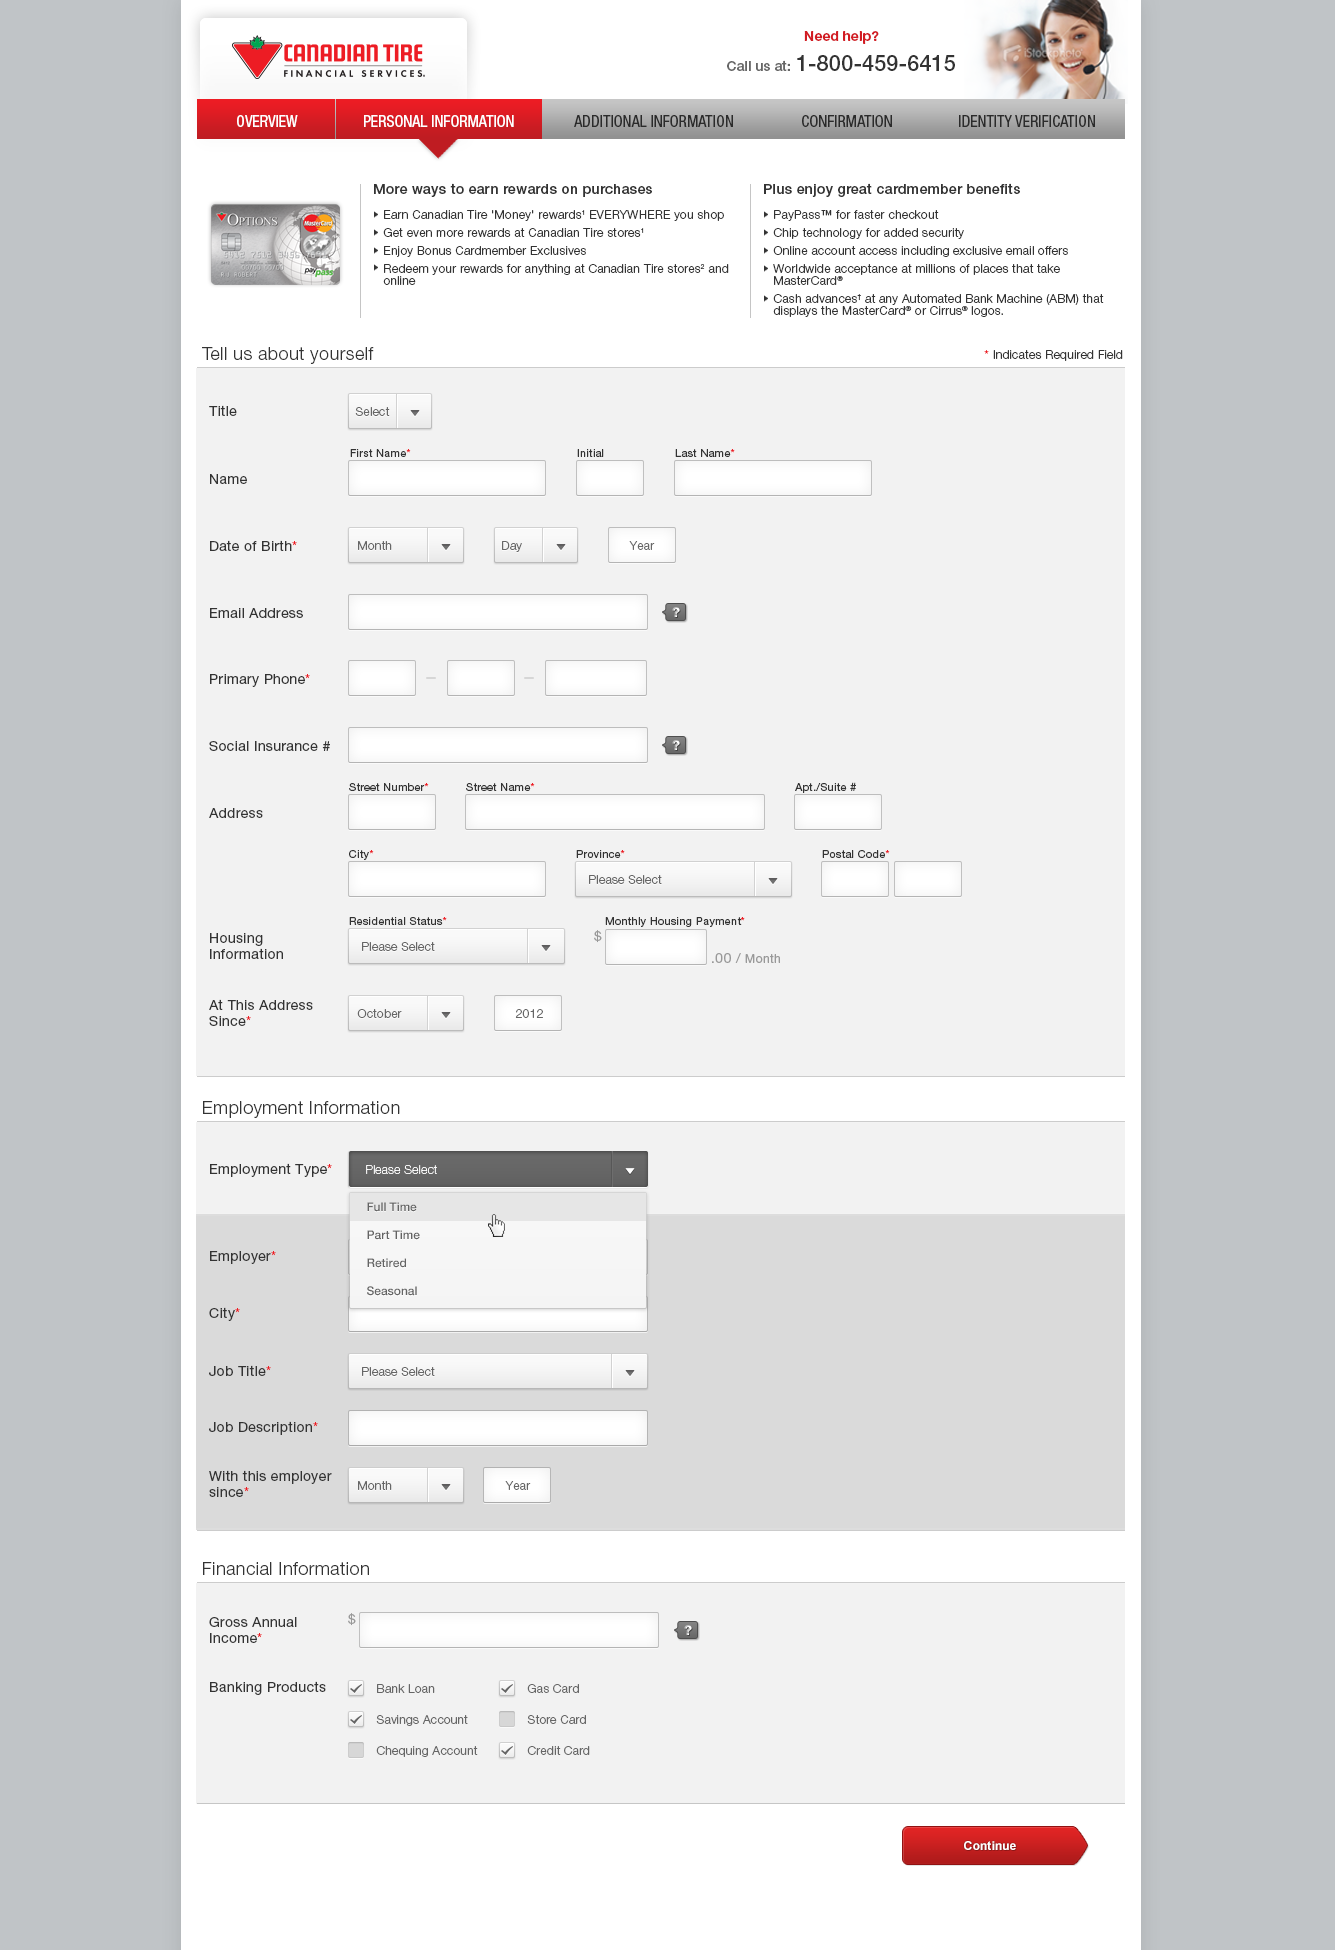 Need help?
CANADIAN TIRE
FINANCIAL SERVICES.
Call us at: 1-800-459-6415
iStockphoto
OVERVIEW
PERSONAL INFORMATION
ADDITIONAL INFORMATION
CONFIRMATION
IDENTITY VERIFICATION
OPTIONS
MasterCard
5412 7512 3456
paypass
More ways to earn rewards on purchases
Earn Canadian Tire 'Money' rewards† EVERYWHERE you shop
Get even more rewards at Canadian Tire stores†
Enjoy Bonus Cardmember Exclusives
Redeem your rewards for anything at Canadian Tire stores² and
online
Plus enjoy great cardmember benefits
PayPass™ for faster checkout
Chip technology for added security
Online account access including exclusive email offers
Worldwide acceptance at millions of places that take
MasterCard®
Cash advances† at any Automated Bank Machine (ABM) that
displays the MasterCard® or Cirrus® logos.
Tell us about yourself
* Indicates Required Field
Title
Select
First Name*
Initial
Last Name*
Name
Date of Birth*
Month
Day
Year
Email Address
?
Primary Phone*
Social Insurance #
?
Street Number*
Street Name*
Apt./Suite #
Address
City*
Province*
Postal Code*
Please Select
Residential Status*
Monthly Housing Payment*
Housing
Information
Please Select
$
.00 / Month
At This Address
Since*
October
2012
Employment Information
Employment Type*
Please Select
Full Time
Part Time
Retired
Seasonal
Employer*
City*
Job Title*
Please Select
Job Description*
With this employer
since*
Month
Year
Financial Information
Gross Annual
Income*
$
?
Banking Products
Bank Loan
Gas Card
Savings Account
Store Card
Chequing Account
Credit Card
Continue